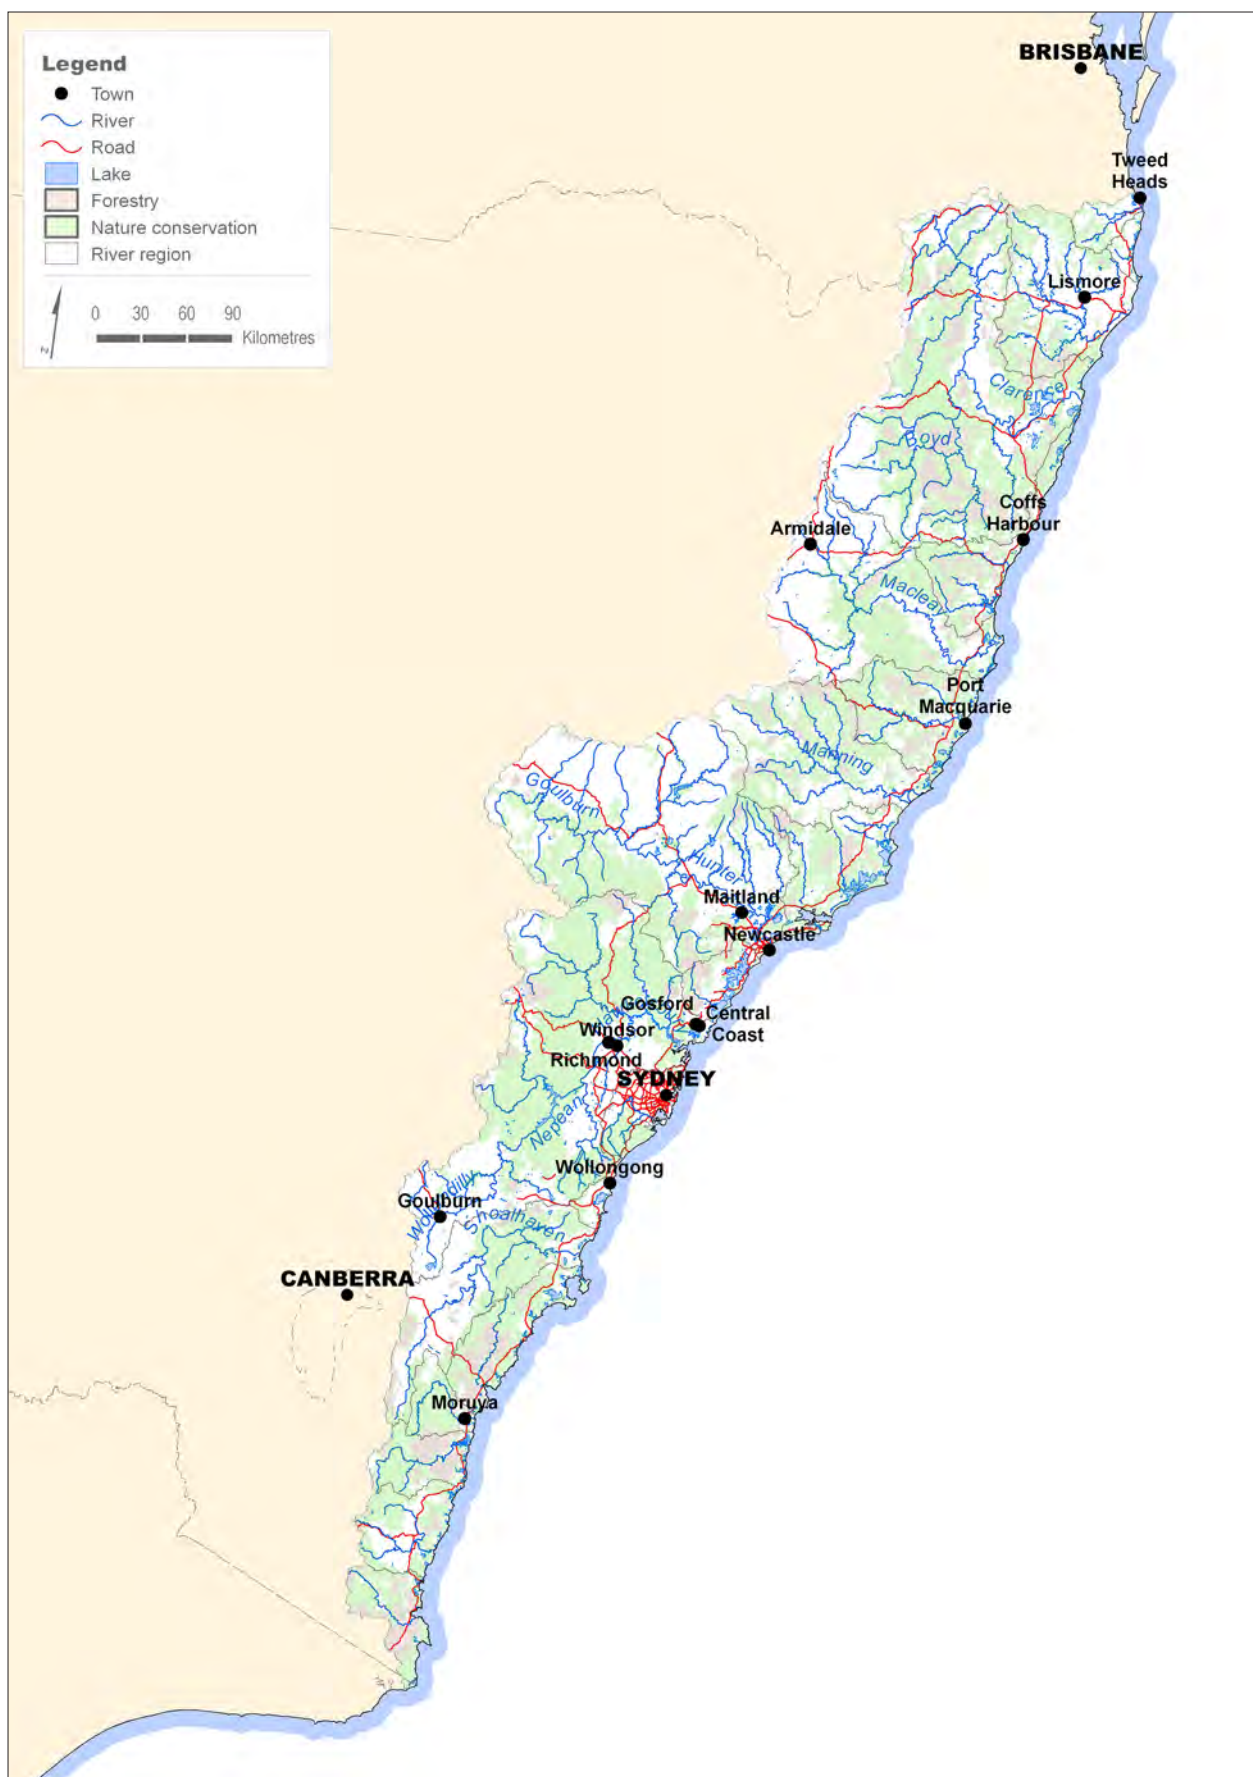 Legend
Town
River
Road
Lake
Forestry
Nature conservation
River region
0 30 60 90
Kilometres
N
BRISBANE
Tweed
Heads
Lismore
Clarence
Boyd
Coffs
Harbour
Armidale
Macleay
Port
Macquarie
Manning
Goulburn
Hunter
Maitland
Newcastle
Gosford
Central
Coast
Windsor
Richmond
SYDNEY
Nepean
Wollongong
Goulburn
Shoalhaven
CANBERRA
Moruya